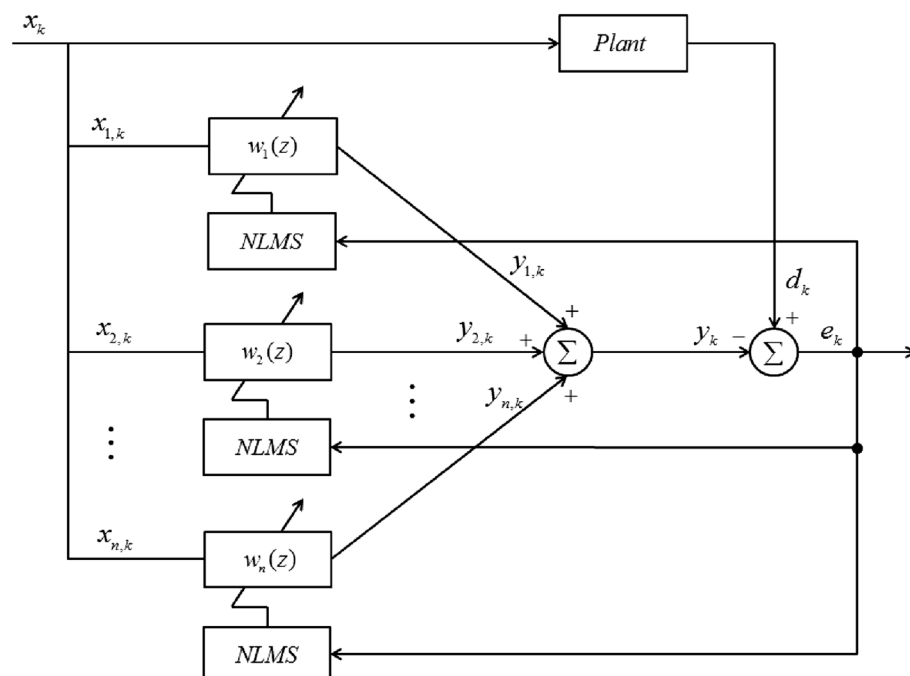 x_k
Plant
x_{1,k}
w_1(z)
NLMS
y_{1,k}
d_k
+
+
x_{2,k}
w_2(z)
y_{2,k}
+
Σ
y_k
−
Σ
e_k
⋮
y_{n,k}
+
⋮
NLMS
x_{n,k}
w_n(z)
NLMS